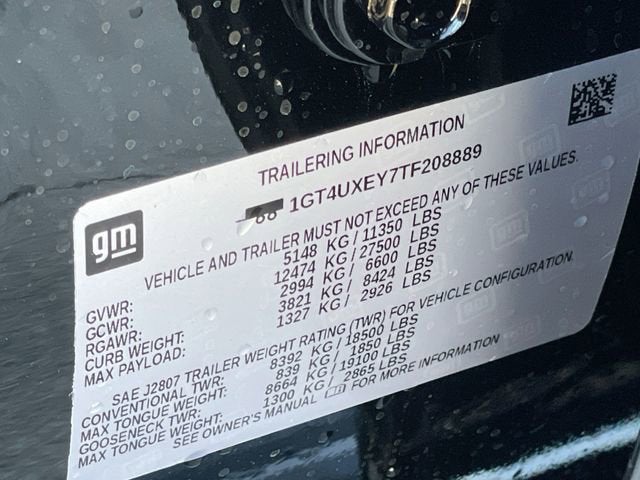 TRAILERING INFORMATION
1GT4UXEY7TF208889
gm
VEHICLE AND TRAILER MUST NOT EXCEED ANY OF THESE VALUES.
GVWR: 5148 KG / 11350 LBS
GCWR: 12474 KG / 27500 LBS
RGAWR: 2994 KG / 6600 LBS
CURB WEIGHT: 3821 KG / 8424 LBS
MAX PAYLOAD: 1327 KG / 2926 LBS
SAE J2807 TRAILER WEIGHT RATING (TWR) FOR VEHICLE CONFIGURATION.
CONVENTIONAL TWR: 8392 KG / 18500 LBS
MAX TONGUE WEIGHT: 839 KG / 1850 LBS
GOOSENECK TWR: 8664 KG / 19100 LBS
MAX TONGUE WEIGHT: 1300 KG / 2865 LBS
SEE OWNER'S MANUAL FOR MORE INFORMATION